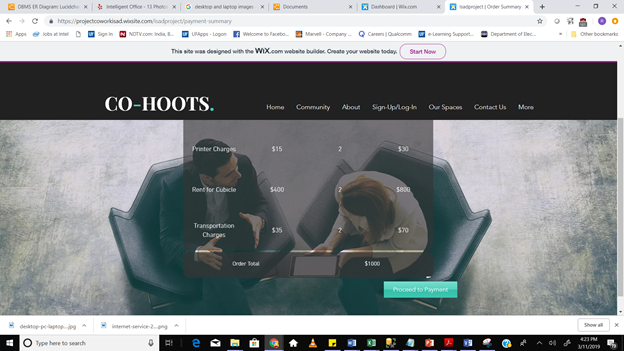 DBMS ER Diagram: Lucidcha
Intelligent Office - 15 Photo
desktop and laptop images
Documents
Dashboard | Wix.com
Isadproject | Order Summary
https://projectcoworkisad.wixsite.com/isadproject/payment-summary
Apps
Jobs at Intel
Sign In
NDTV.com: India, B
UFApps - Logon
Welcome to Facebo
Marvell - Company
Careers | Qualcomm
e-Learning Support
Department of Elec
Other bookmarks
This site was designed with the WiX.com website builder. Create your website today. Start Now
CO-HOOTS.
Home Community About Sign-Up/Log-In Our Spaces Contact Us More
Printer Charges $15 2 $30
Rent for Cubicle $400 2 $800
Transportation
Charges $35 2 $70
Order Total $1000
Proceed to Payment
desktop-pc-laptop....jpg
internet-service-2....png
Show all
Type here to search
4:23 PM
3/11/2019